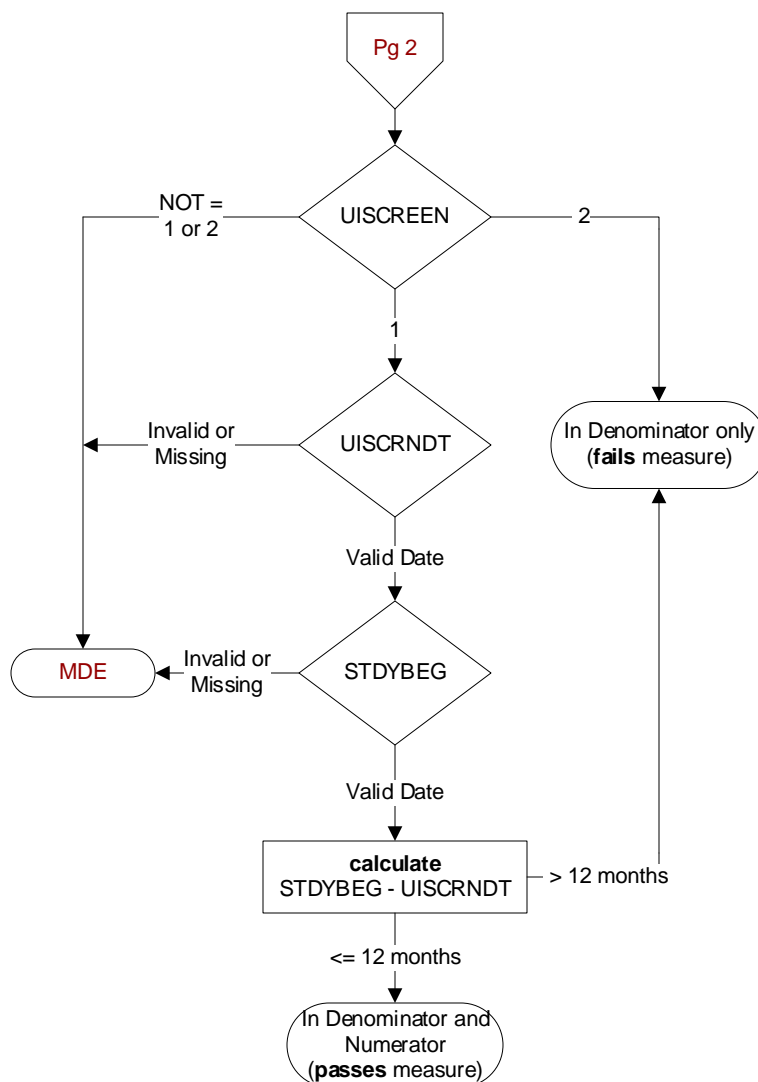 Pg 2
NOT =
1 or 2
UISCREEN
2
1
Invalid or
Missing
UISCRNDT
In Denominator only
(fails measure)
Valid Date
MDE
Invalid or
Missing
STDYBEG
Valid Date
calculate
STDYBEG - UISCRNDT
> 12 months
<= 12 months
In Denominator and
Numerator
(passes measure)